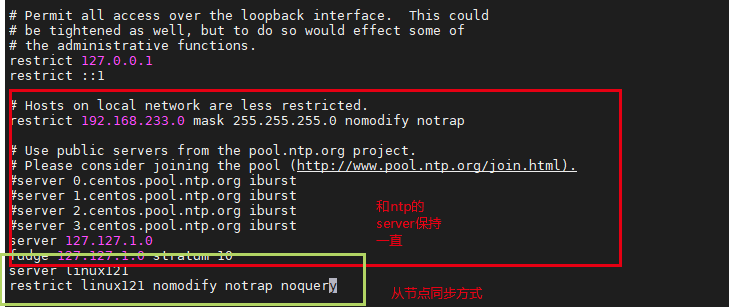 # Permit all access over the loopback interface.  This could
# be tightened as well, but to do so would effect some of
# the administrative functions.
restrict 127.0.0.1
restrict ::1
# Hosts on local network are less restricted.
restrict 192.168.233.0 mask 255.255.255.0 nomodify notrap
# Use public servers from the pool.ntp.org project.
# Please consider joining the pool (http://www.pool.ntp.org/join.html).
#server 0.centos.pool.ntp.org iburst
#server 1.centos.pool.ntp.org iburst
#server 2.centos.pool.ntp.org iburst
#server 3.centos.pool.ntp.org iburst
server 127.127.1.0
fudge 127.127.1.0 stratum 10
和ntp的
server保持
一直
server linux121
restrict linux121 nomodify notrap noquery
从节点同步方式